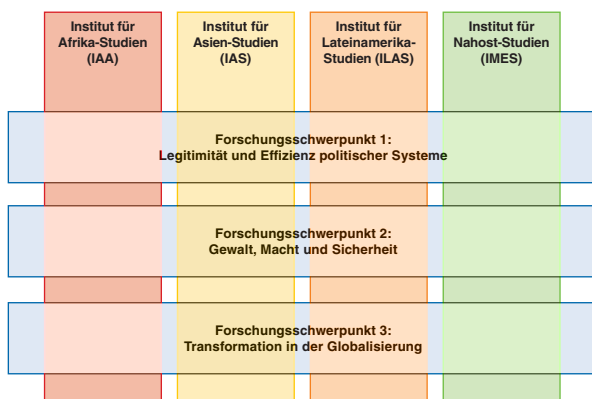 Institut für
Afrika-Studien
(IAA)
Institut für
Asien-Studien
(IAS)
Institut für
Lateinamerika-
Studien (ILAS)
Institut für
Nahost-Studien
(IMES)
Forschungsschwerpunkt 1:
Legitimität und Effizienz politischer Systeme
Forschungsschwerpunkt 2:
Gewalt, Macht und Sicherheit
Forschungsschwerpunkt 3:
Transformation in der Globalisierung